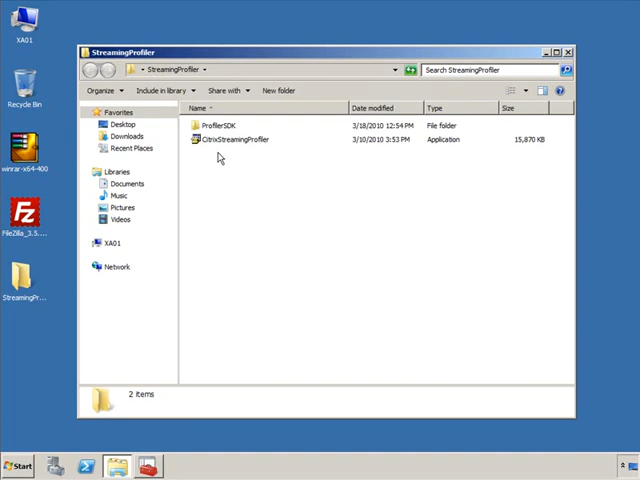 XA01
Recycle Bin
winrar-x64-400
FileZilla_3.5....
StreamingPr...
StreamingProfiler
StreamingProfiler
Search StreamingProfiler
Organize
Include in library
Share with
New folder
Name
Date modified
Type
Size
Favorites
Desktop
Downloads
Recent Places
Libraries
Documents
Music
Pictures
Videos
XA01
Network
ProfilerSDK 3/18/2010 12:54 PM File folder
CitrixStreamingProfiler 3/10/2010 3:53 PM Application 15,870 KB
2 items
Start